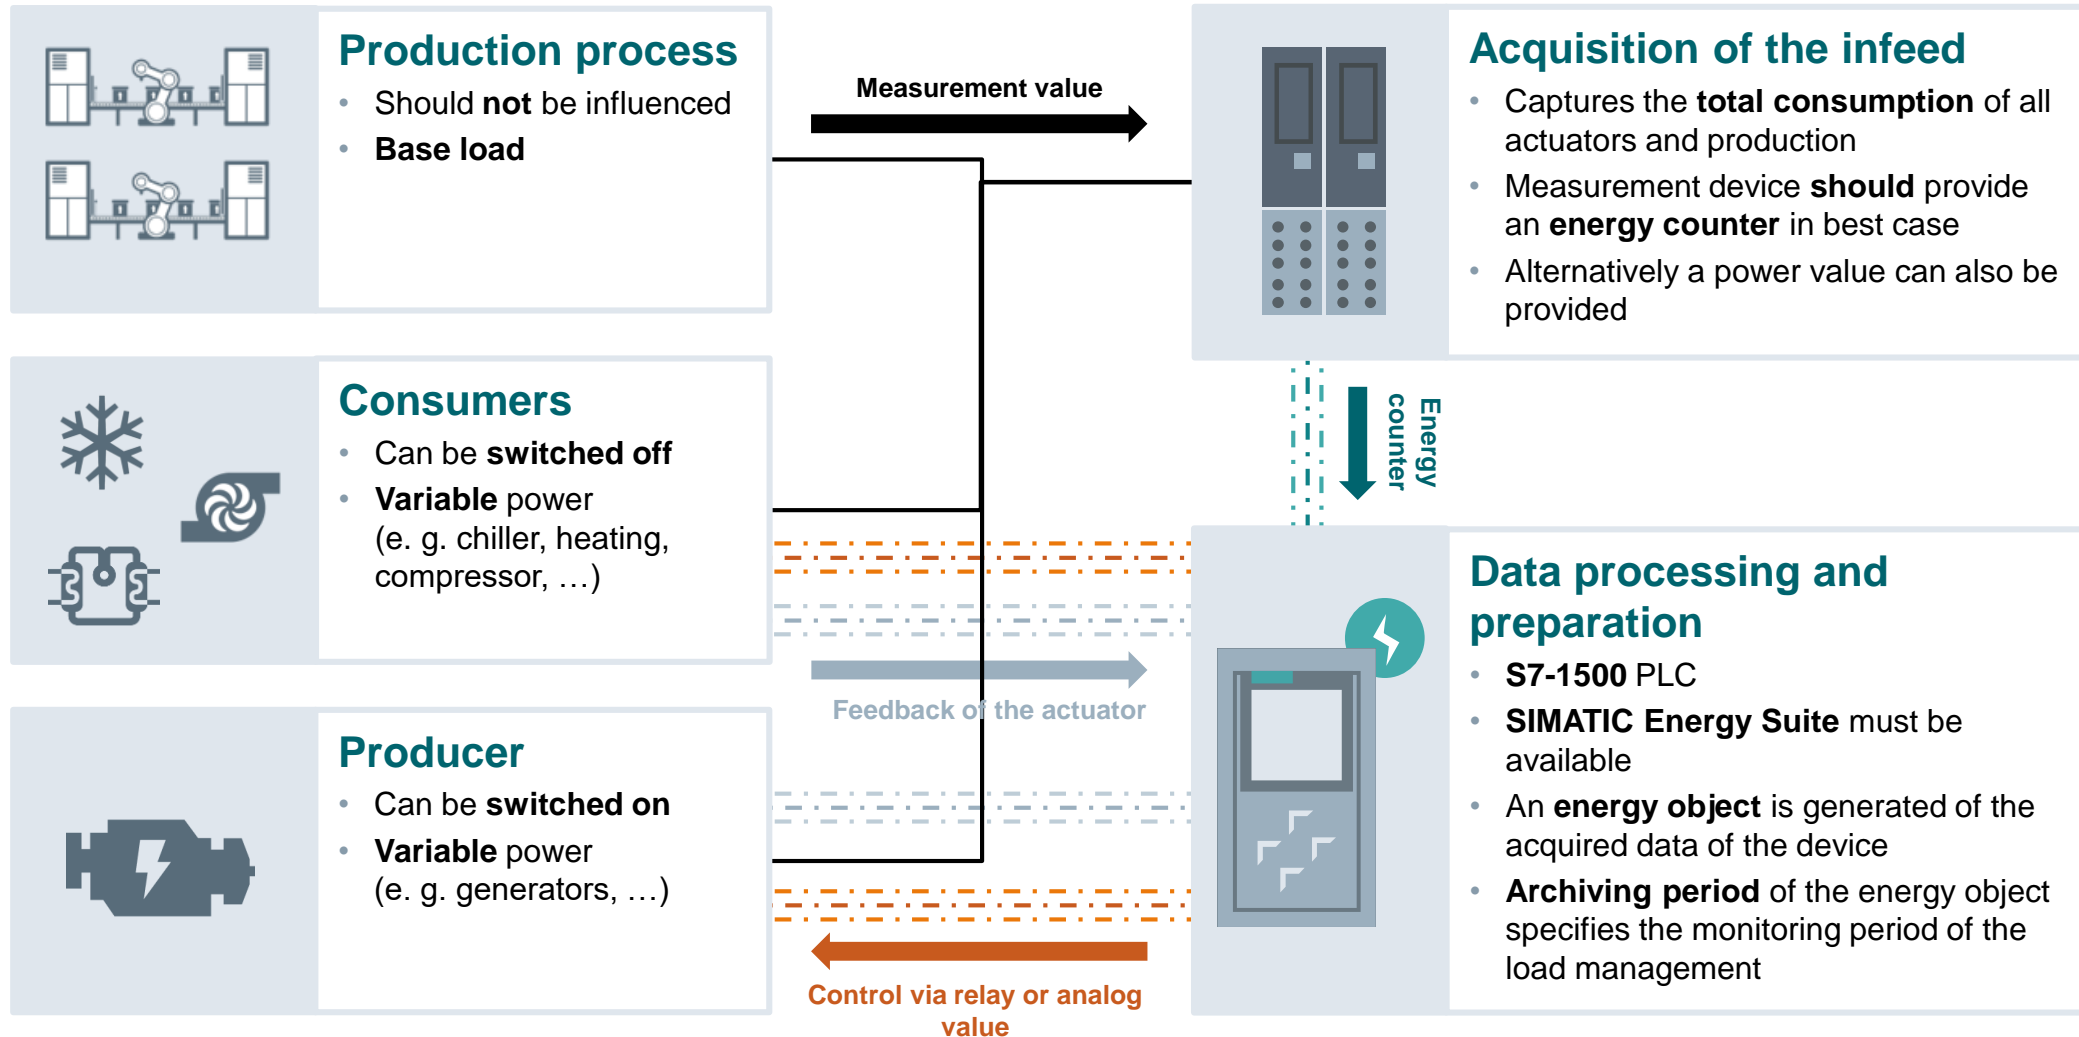 Production process
• Should not be influenced
• Base load
Measurement value
Acquisition of the infeed
• Captures the total consumption of all
actuators and production
• Measurement device should provide
an energy counter in best case
• Alternatively a power value can also be
provided
Consumers
• Can be switched off
• Variable power
(e. g. chiller, heating,
compressor, …)
Energy
counter
Feedback of the actuator
Data processing and
preparation
• S7-1500 PLC
• SIMATIC Energy Suite must be
available
• An energy object is generated of the
acquired data of the device
• Archiving period of the energy object
specifies the monitoring period of the
load management
Producer
• Can be switched on
• Variable power
(e. g. generators, …)
Control via relay or analog
value